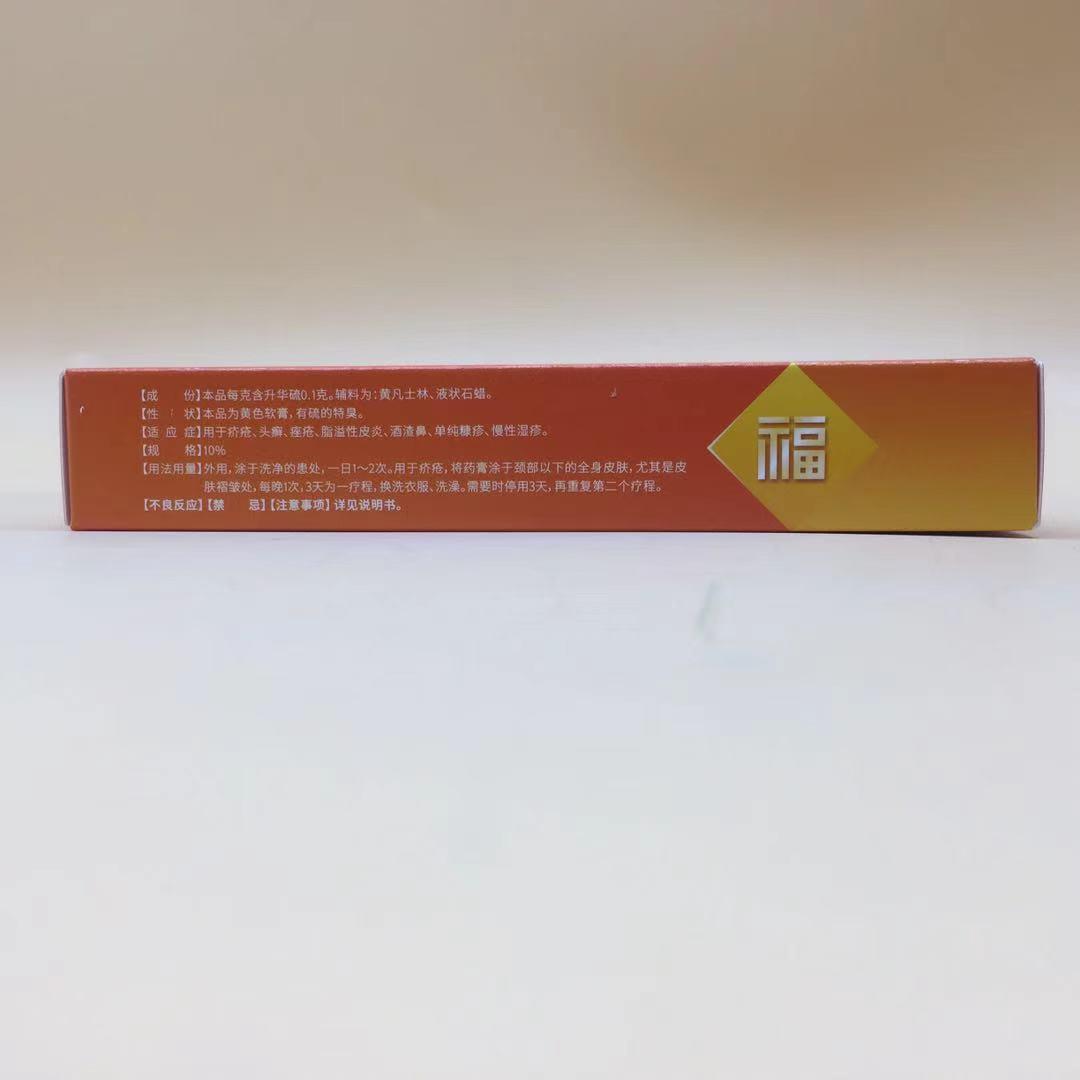 【成 份】本品每克含升华硫0.1克。辅料为:黄凡士林、液状石蜡。
【性 状】本品为黄色软膏,有硫的特臭。
【适应症】用于疥疮、头癣、痤疮、脂溢性皮炎、酒渣鼻、单纯糠疹、慢性湿疹。
【规 格】10%
【用法用量】外用,涂于洗净的患处,一日1～2次。用于疥疮,将药膏涂于颈部以下的全身皮肤,尤其是皮
肤褶皱处,每晚1次,3天为一疗程,换洗衣服、洗澡。需要时停用3天,再重复第二个疗程。
【不良反应】【禁 忌】【注意事项】详见说明书。
福